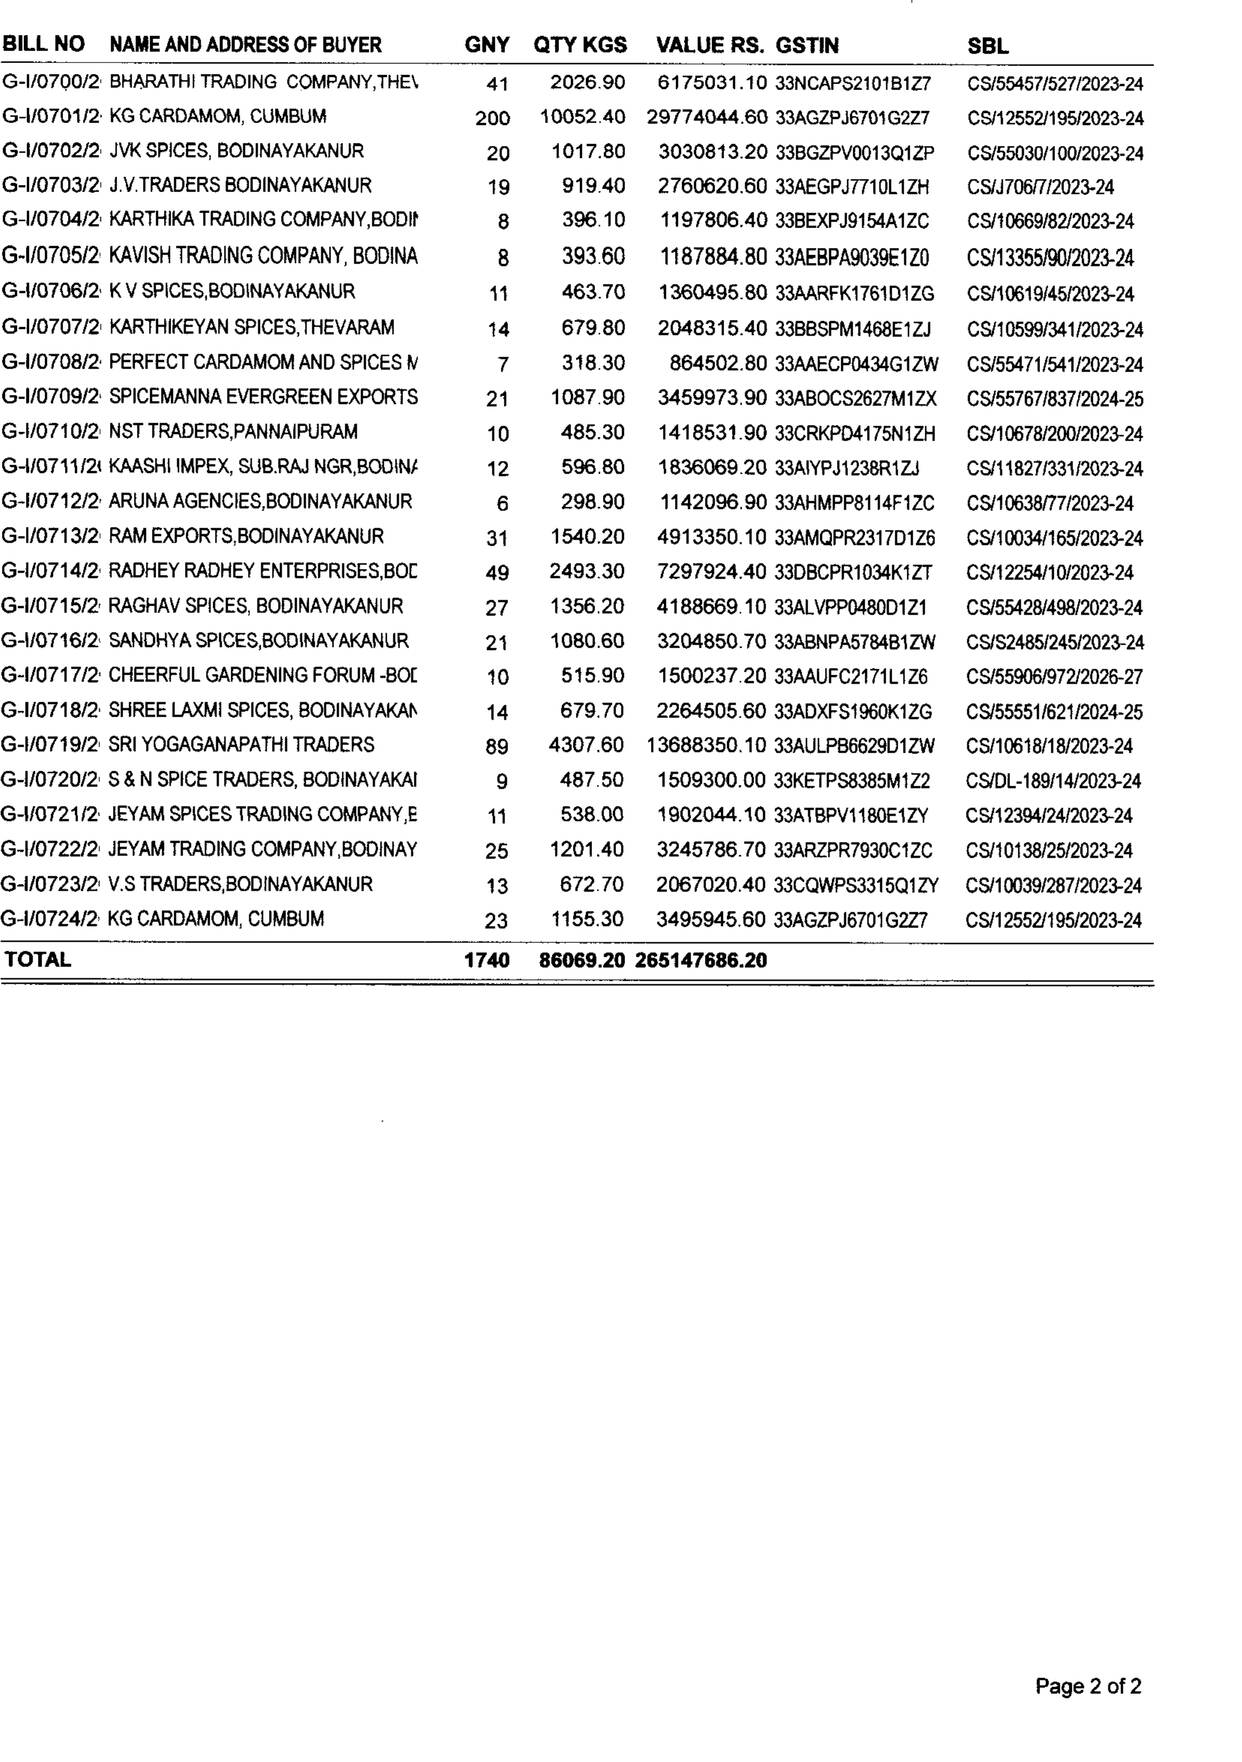 BILL NO NAME AND ADDRESS OF BUYER GNY QTY KGS VALUE RS. GSTIN SBL
G-I/0700/2 BHARATHI TRADING COMPANY,THEV 41 2026.90 6175031.10 33NCAPS2101B1Z7 CS/55457/527/2023-24
G-I/0701/2 KG CARDAMOM, CUMBUM 200 10052.40 29774044.60 33AGZPJ6701G2Z7 CS/12552/195/2023-24
G-I/0702/2 JVK SPICES, BODINAYAKANUR 20 1017.80 3030813.20 33BGZPV0013Q1ZP CS/55030/100/2023-24
G-I/0703/2 J.V.TRADERS BODINAYAKANUR 19 919.40 2760620.60 33AEGPJ7710L1ZH CS/J706/7/2023-24
G-I/0704/2 KARTHIKA TRADING COMPANY,BODIN 8 396.10 1197806.40 33BEXPJ9154A1ZC CS/10669/82/2023-24
G-I/0705/2 KAVISH TRADING COMPANY, BODINA 8 393.60 1187884.80 33AEBPA9039E1Z0 CS/13355/90/2023-24
G-I/0706/2 K V SPICES,BODINAYAKANUR 11 463.70 1360495.80 33AARFK1761D1ZG CS/10619/45/2023-24
G-I/0707/2 KARTHIKEYAN SPICES,THEVARAM 14 679.80 2048315.40 33BBSPM1468E1ZJ CS/10599/341/2023-24
G-I/0708/2 PERFECT CARDAMOM AND SPICES M 7 318.30 864502.80 33AAECP0434G1ZW CS/55471/541/2023-24
G-I/0709/2 SPICEMANNA EVERGREEN EXPORTS 21 1087.90 3459973.90 33ABOCS2627M1ZX CS/55767/837/2024-25
G-I/0710/2 NST TRADERS,PANNAIPURAM 10 485.30 1418531.90 33CRKPD4175N1ZH CS/10678/200/2023-24
G-I/0711/2 KAASHI IMPEX, SUB.RAJ NGR,BODINA 12 596.80 1836069.20 33AIYPJ1238R1ZJ CS/11827/331/2023-24
G-I/0712/2 ARUNA AGENCIES,BODINAYAKANUR 6 298.90 1142096.90 33AHMPP8114F1ZC CS/10638/77/2023-24
G-I/0713/2 RAM EXPORTS,BODINAYAKANUR 31 1540.20 4913350.10 33AMQPR2317D1Z6 CS/10034/165/2023-24
G-I/0714/2 RADHEY RADHEY ENTERPRISES,BOD 49 2493.30 7297924.40 33DBCPR1034K1ZT CS/12254/10/2023-24
G-I/0715/2 RAGHAV SPICES, BODINAYAKANUR 27 1356.20 4188669.10 33ALVPP0480D1Z1 CS/55428/498/2023-24
G-I/0716/2 SANDHYA SPICES,BODINAYAKANUR 21 1080.60 3204850.70 33ABNPA5784B1ZW CS/S2485/245/2023-24
G-I/0717/2 CHEERFUL GARDENING FORUM -BOD 10 515.90 1500237.20 33AAUFC2171L1Z6 CS/55906/972/2026-27
G-I/0718/2 SHREE LAXMI SPICES, BODINAYAKAN 14 679.70 2264505.60 33ADXFS1960K1ZG CS/55551/621/2024-25
G-I/0719/2 SRI YOGAGANAPATHI TRADERS 89 4307.60 13688350.10 33AULPB6629D1ZW CS/10618/18/2023-24
G-I/0720/2 S & N SPICE TRADERS, BODINAYAKAI 9 487.50 1509300.00 33KETPS8385M1Z2 CS/DL-189/14/2023-24
G-I/0721/2 JEYAM SPICES TRADING COMPANY,B 11 538.00 1902044.10 33ATBPV1180E1ZY CS/12394/24/2023-24
G-I/0722/2 JEYAM TRADING COMPANY,BODINAY 25 1201.40 3245786.70 33ARZPR7930C1ZC CS/10138/25/2023-24
G-I/0723/2 V.S TRADERS,BODINAYAKANUR 13 672.70 2067020.40 33CQWPS3315Q1ZY CS/10039/287/2023-24
G-I/0724/2 KG CARDAMOM, CUMBUM 23 1155.30 3495945.60 33AGZPJ6701G2Z7 CS/12552/195/2023-24
TOTAL 1740 86069.20 265147686.20
Page 2 of 2